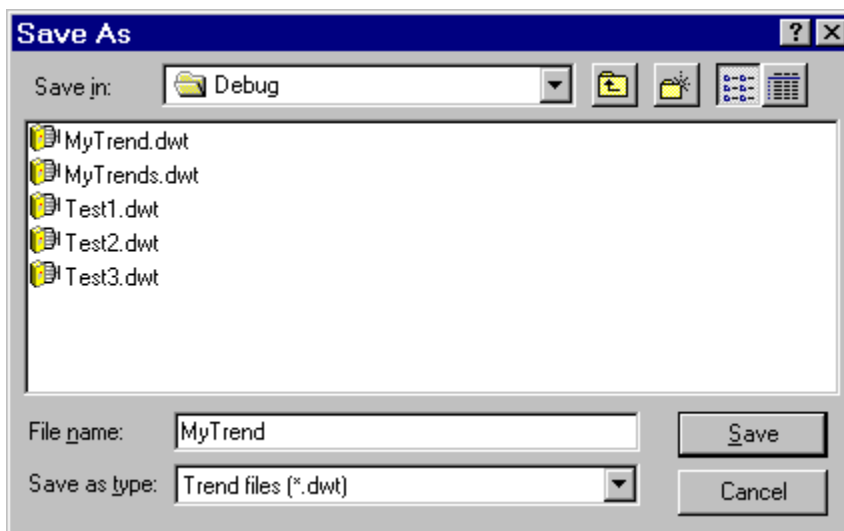 Save As
Save in: Debug
MyTrend.dwt
MyTrends.dwt
Test1.dwt
Test2.dwt
Test3.dwt
File name: MyTrend Save
Save as type: Trend files (*.dwt) Cancel